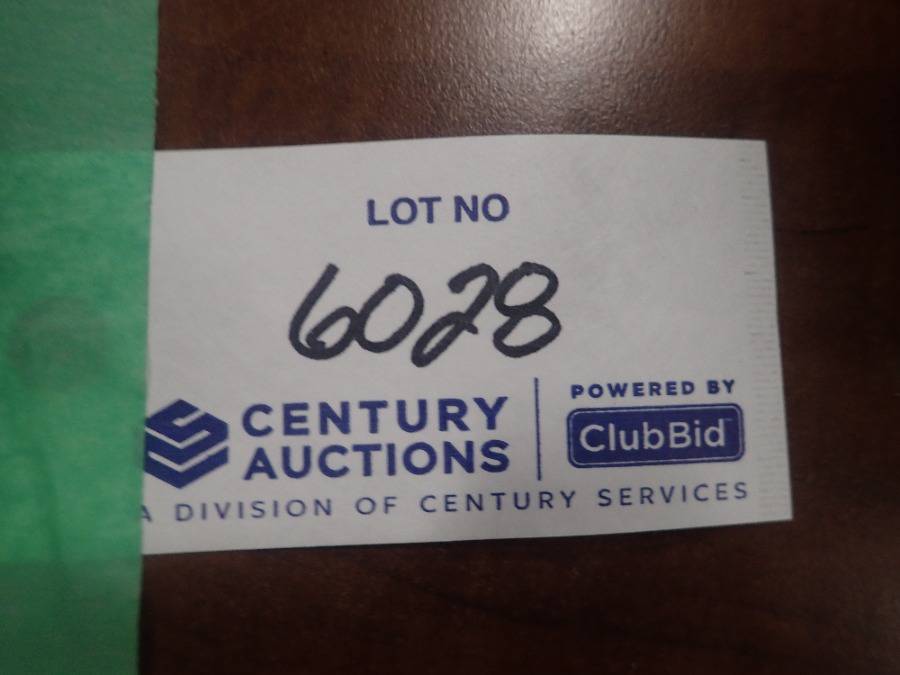 LOT NO
6028
CENTURY
AUCTIONS
POWERED BY
ClubBid
A DIVISION OF CENTURY SERVICES